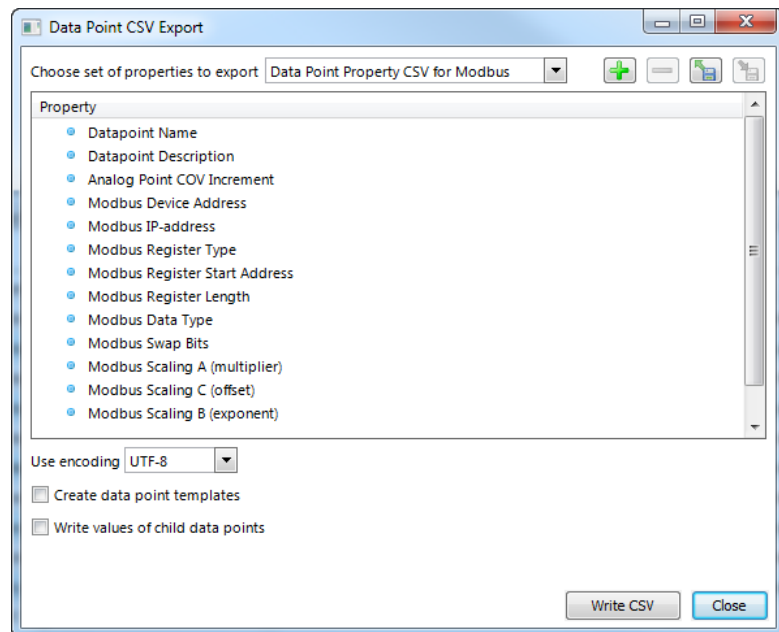 Data Point CSV Export
Choose set of properties to export Data Point Property CSV for Modbus
Property
Datapoint Name
Datapoint Description
Analog Point COV Increment
Modbus Device Address
Modbus IP-address
Modbus Register Type
Modbus Register Start Address
Modbus Register Length
Modbus Data Type
Modbus Swap Bits
Modbus Scaling A (multiplier)
Modbus Scaling C (offset)
Modbus Scaling B (exponent)
Use encoding UTF-8
Create data point templates
Write values of child data points
Write CSV Close